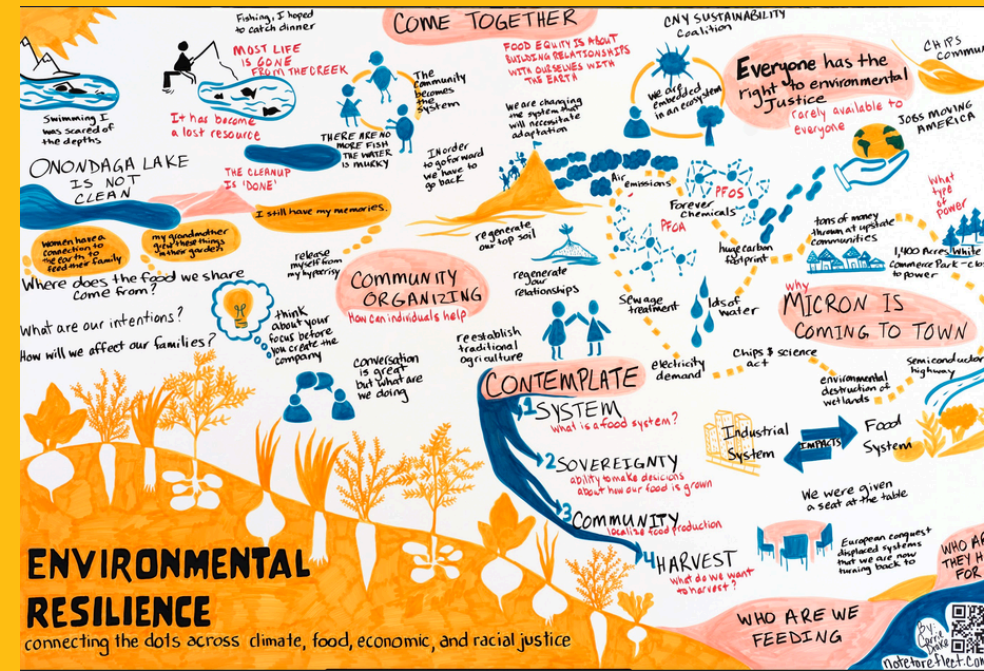 Fishing, I hoped
to catch dinner
MOST LIFE
IS GONE
FROM THE CREEK
It has become
a lost resource
Swimming I
was scared of
the depths
ONONDAGA LAKE
IS NOT
CLEAN
THE CLEANUP
IS 'DONE'
THERE ARE NO
MORE FISH
THE WATER
IS MURKY
The
community
becomes
the
system
I still have my memories.
women have a
connection to
the earth to
feed their family
my grandmother
grew these things
in their garden
Where does the food we share
come from?
What are our intentions?
How will we affect our families?
think
about your
focus before
you create the
company
release
myself from
my hypocrisy
COME TOGETHER
FOOD EQUITY IS ABOUT
BUILDING RELATIONSHIPS
WITH OURSELVES WITH
THE EARTH
we are changing
one system that
will necessitate
adaptation
In order
to go forward
we have to
go back
regenerate
our top soil
regenerate
our
relationships
COMMUNITY
ORGANIZING
How can individuals help
conversation
is great
but what are
we doing
reestablish
traditional
agriculture
CNY SUSTAINABILITY
Coalition
we are
embedded
in an ecosystem
Everyone has the
right to environmental
Justice
rarely available to
everyone
CHIPS
JOBS MOVING
AMERICA
Air
emissions
PFOS
Forever
chemicals
PFOA
huge carbon
footprint
Sewage
treatment
lds of
water
electricity
demand
Chips $ science
act
What
type
of
power
tons of money
thrown at upstate
communities
1,400 Acres White
Commerce Park -
to power
why
MICRON IS
COMING TO TOWN
semiconductor
highway
environmental
destruction of
wetlands
Industrial
System
IMPACTS
Food
System
CONTEMPLATE
1 SYSTEM
what is a food system?
2 SOVEREIGNTY
ability to make desicions
about how our food is grown
3 COMMUNITY
localize food production
4 HARVEST
What do we want
to harvest?
We were given
a seat at the table
European conquest
displaced systems
that we are now
turning back to
WHO ARE WE
FEEDING
WHO
THEY
FOR
By:
ENVIRONMENTAL
RESILIENCE
connecting the dots across climate, food, economic, and racial justice